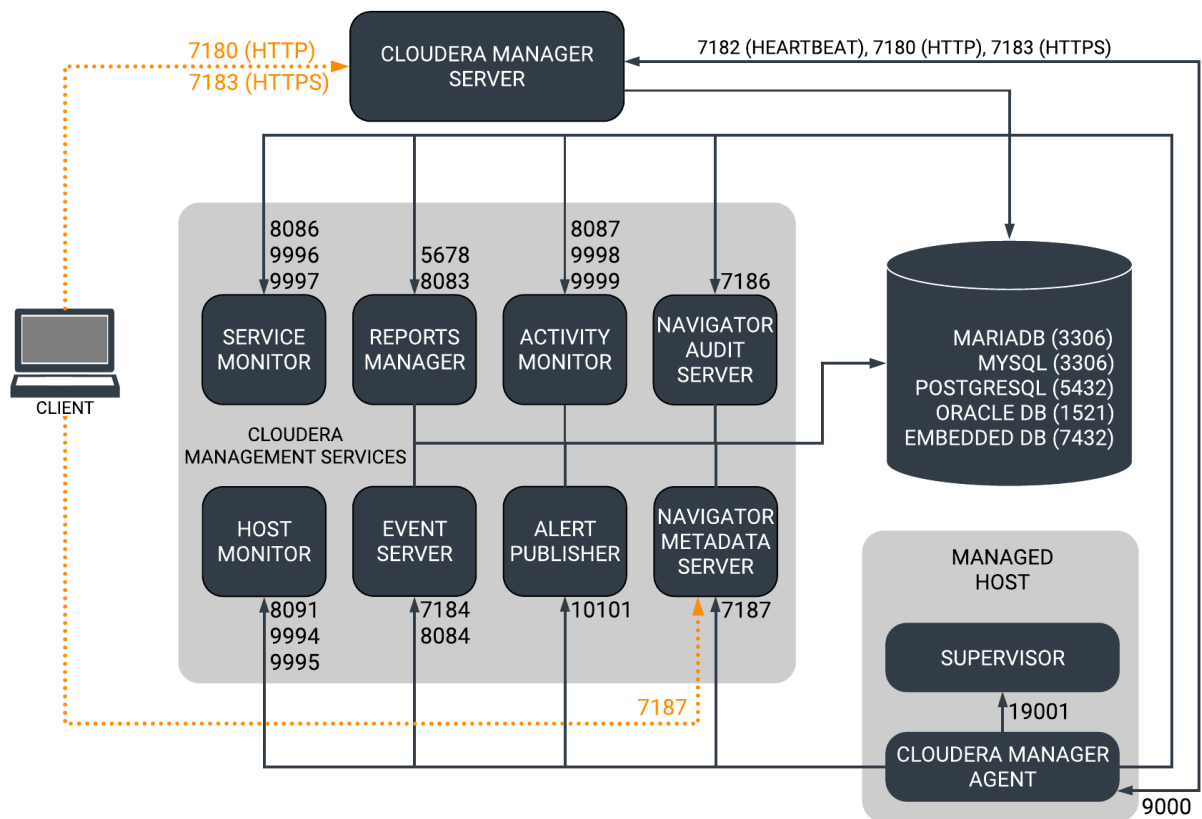 7180 (HTTP)
7183 (HTTPS)
CLOUDERA MANAGER
SERVER
7182 (HEARTBEAT), 7180 (HTTP), 7183 (HTTPS)
8086
9996
9997
5678
8083
8087
9998
9999
7186
SERVICE
MONITOR
REPORTS
MANAGER
ACTIVITY
MONITOR
NAVIGATOR
AUDIT
SERVER
MARIADB (3306)
MYSQL (3306)
POSTGRESQL (5432)
ORACLE DB (1521)
EMBEDDED DB (7432)
CLIENT
CLOUDERA
MANAGEMENT SERVICES
HOST
MONITOR
EVENT
SERVER
ALERT
PUBLISHER
NAVIGATOR
METADATA
SERVER
8091
9994
9995
7184
8084
10101
7187
7187
MANAGED
HOST
SUPERVISOR
19001
CLOUDERA MANAGER
AGENT
9000